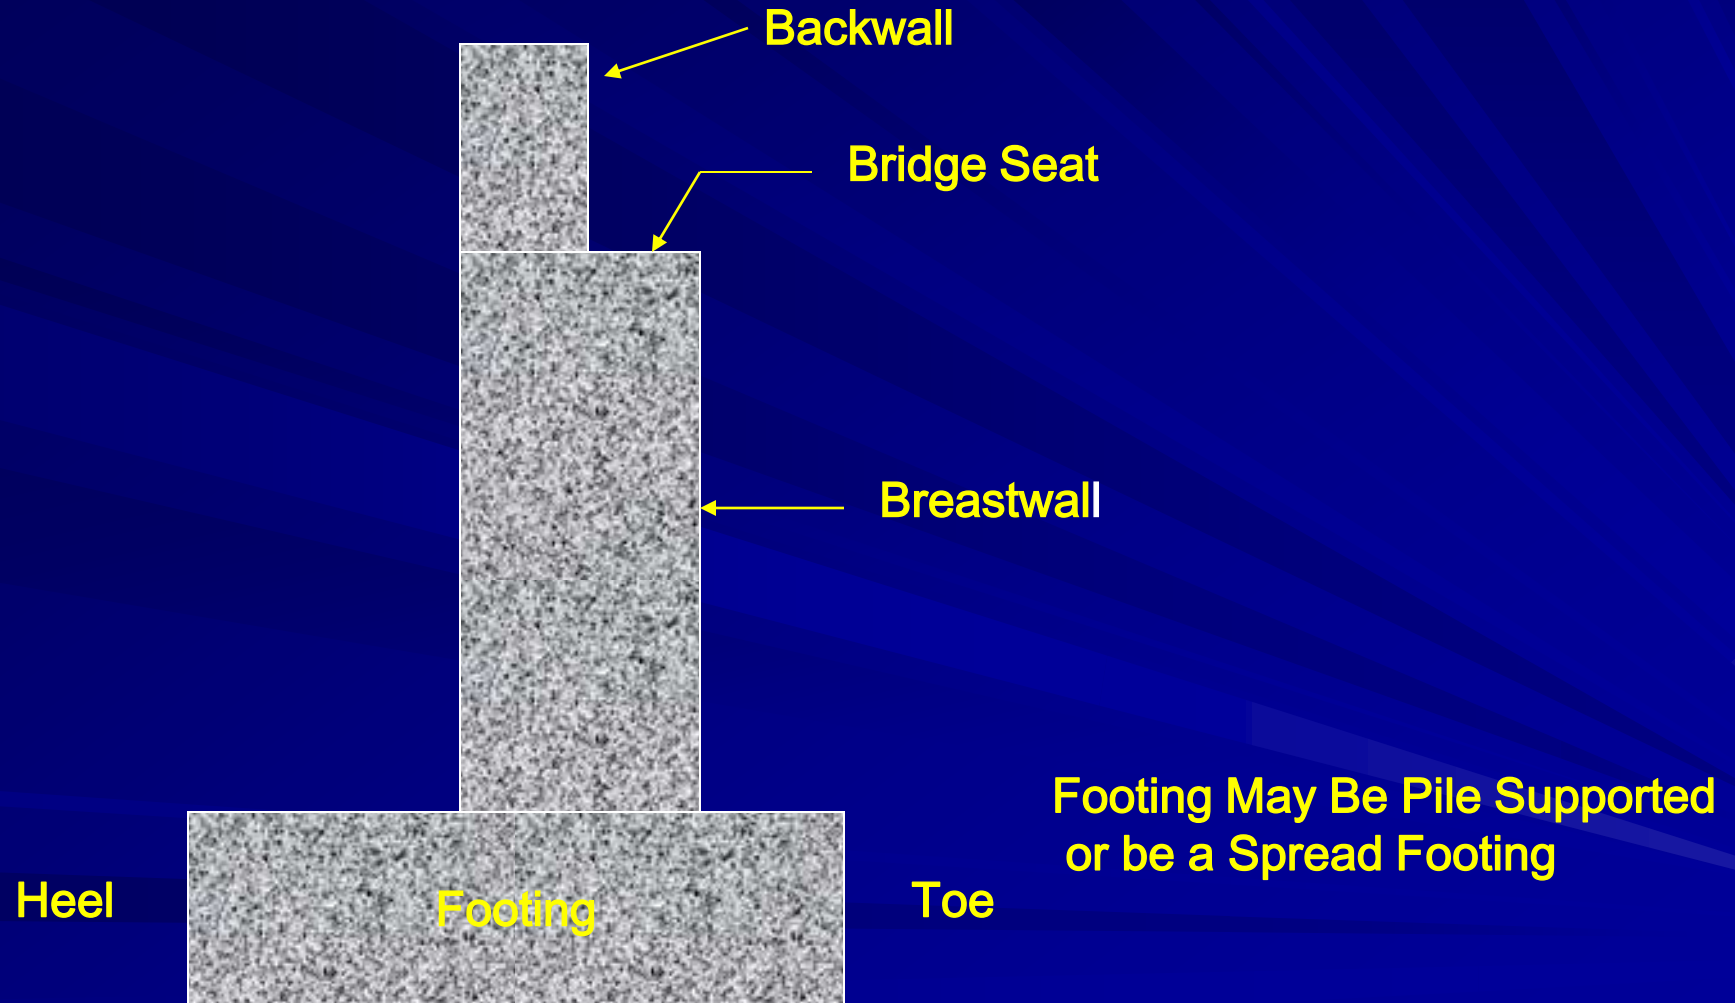 Backwall
Bridge Seat
Breastwall
Footing May Be Pile Supported
or be a Spread Footing
Heel
Footing
Toe